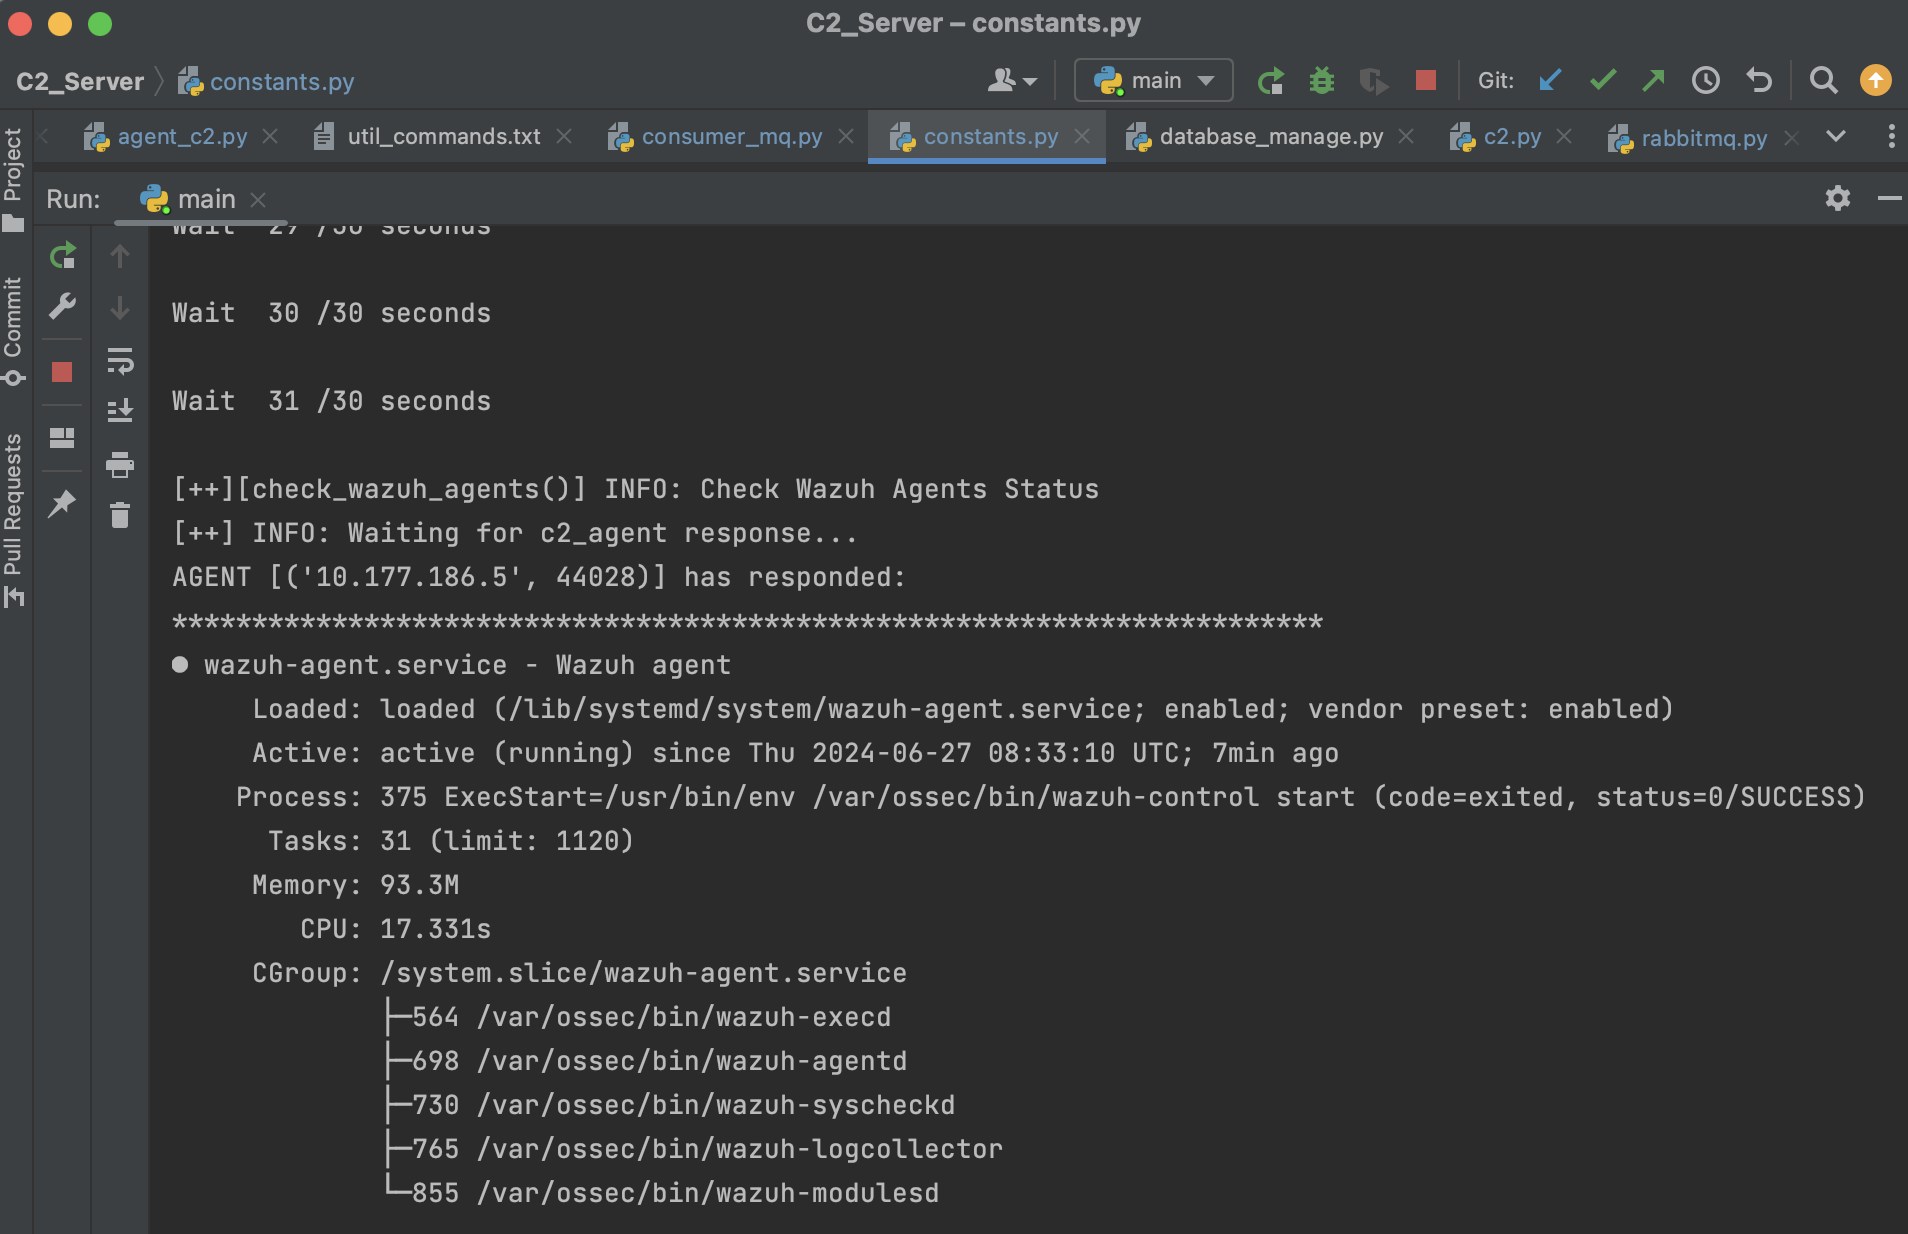 C2_Server – constants.py
C2_Server constants.py main Git:
agent_c2.py util_commands.txt consumer_mq.py constants.py database_manage.py c2.py rabbitmq.py
Project
Commit
Pull Requests
Run: main
Wait  29 /30 seconds
Wait  30 /30 seconds
Wait  31 /30 seconds
[++][check_wazuh_agents()] INFO: Check Wazuh Agents Status
[++] INFO: Waiting for c2_agent response...
AGENT [('10.177.186.5', 44028)] has responded:
************************************************************************
● wazuh-agent.service - Wazuh agent
Loaded: loaded (/lib/systemd/system/wazuh-agent.service; enabled; vendor preset: enabled)
Active: active (running) since Thu 2024-06-27 08:33:10 UTC; 7min ago
Process: 375 ExecStart=/usr/bin/env /var/ossec/bin/wazuh-control start (code=exited, status=0/SUCCESS)
Tasks: 31 (limit: 1120)
Memory: 93.3M
CPU: 17.331s
CGroup: /system.slice/wazuh-agent.service
├─564 /var/ossec/bin/wazuh-execd
├─698 /var/ossec/bin/wazuh-agentd
├─730 /var/ossec/bin/wazuh-syscheckd
├─765 /var/ossec/bin/wazuh-logcollector
└─855 /var/ossec/bin/wazuh-modulesd